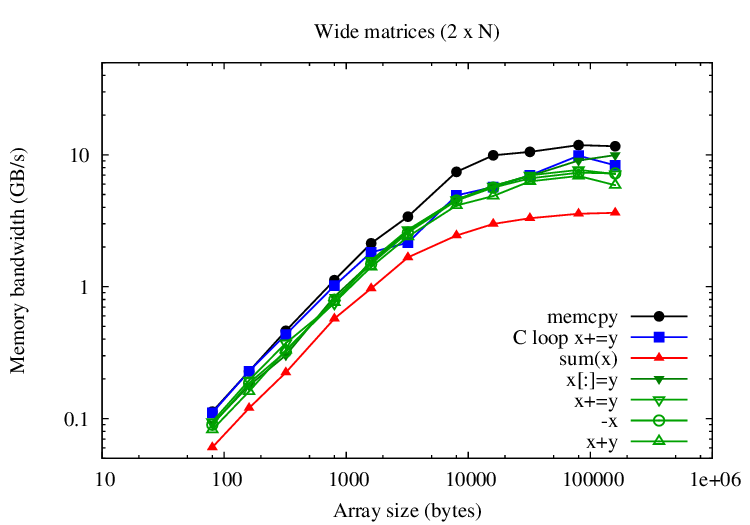 Wide matrices (2 x N)
Memory bandwidth (GB/s)
10
1
0.1
memcpy
C loop x+=y
sum(x)
x[:]=y
x+=y
-x
x+y
10
100
1000
10000
100000
1e+06
Array size (bytes)